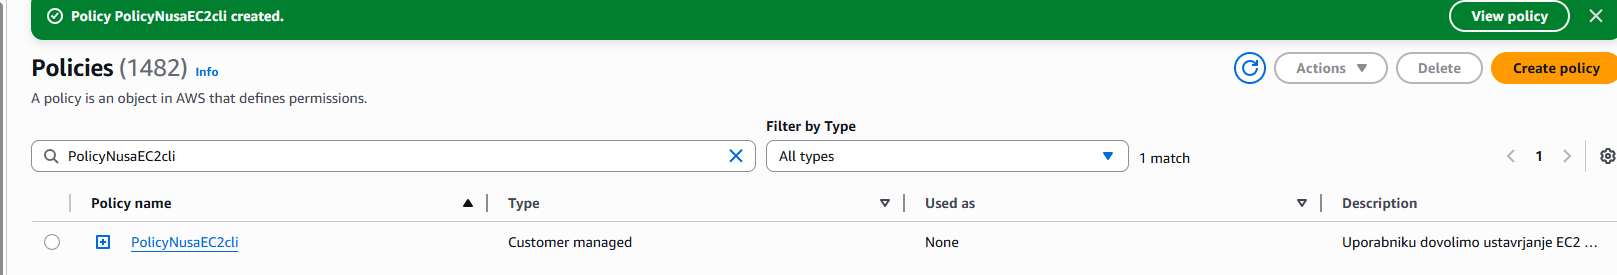 Policy PolicyNusaEC2cli created.
View policy
Policies (1482) Info
Actions
Delete
Create policy
A policy is an object in AWS that defines permissions.
Filter by Type
PolicyNusaEC2cli
All types
1 match
1
Policy name
Type
Used as
Description
PolicyNusaEC2cli
Customer managed
None
Uporabniku dovolimo ustavrjanje EC2 ...